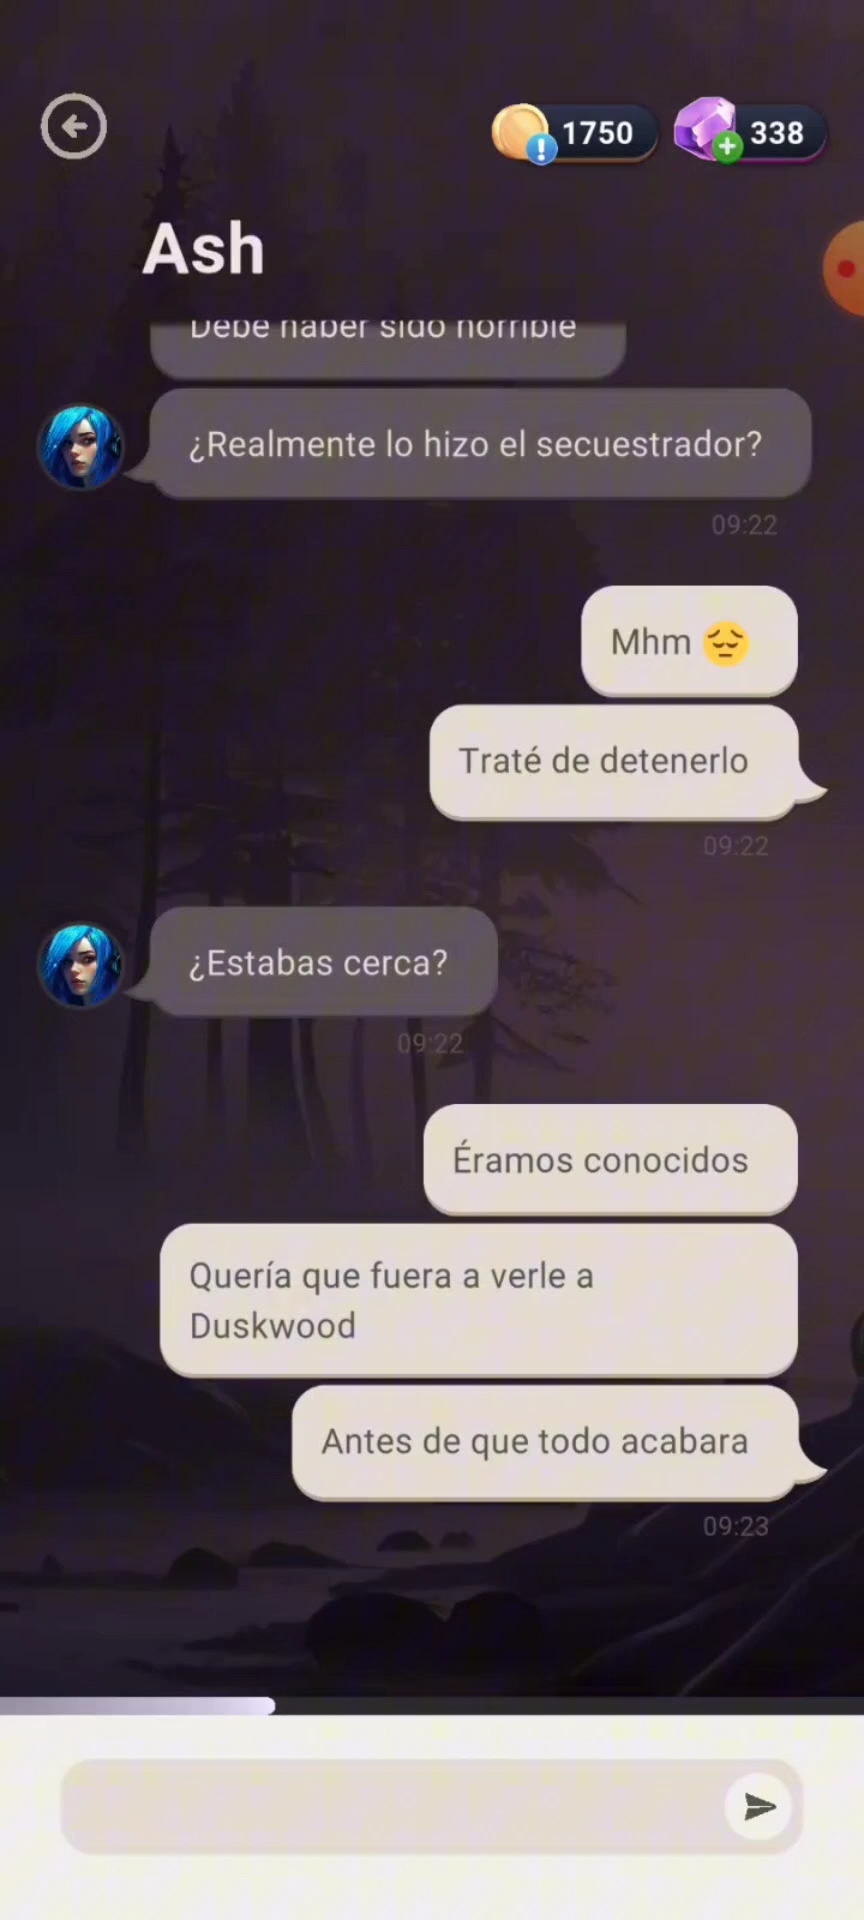 1750
338
Ash
Debe haber sido horrible
¿Realmente lo hizo el secuestrador?
09:22
Mhm 😔
Traté de detenerlo
09:22
¿Estabas cerca?
09:22
Éramos conocidos
Quería que fuera a verle a
Duskwood
Antes de que todo acabara
09:23